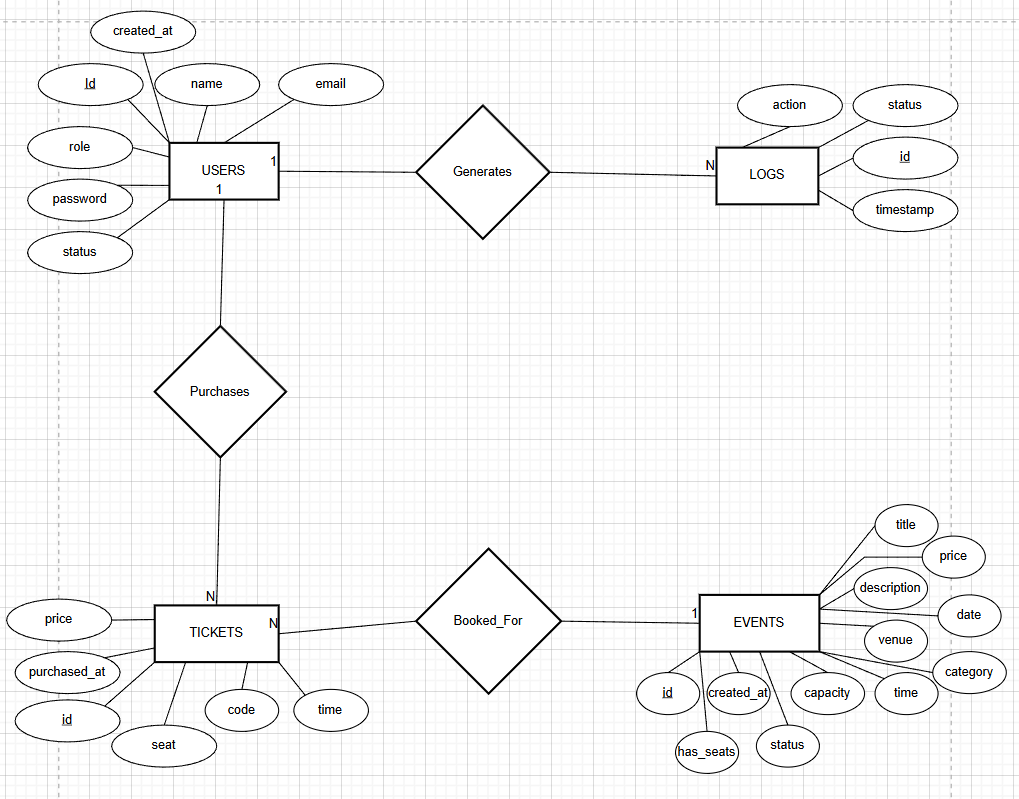 created_at
Id
name
email
action
status
role
USERS
1
Generates
N
LOGS
id
password
1
timestamp
status
Purchases
title
price
description
N
price
TICKETS
N
Booked_For
1
EVENTS
date
venue
purchased_at
category
id
code
time
id
created_at
capacity
time
seat
has_seats
status